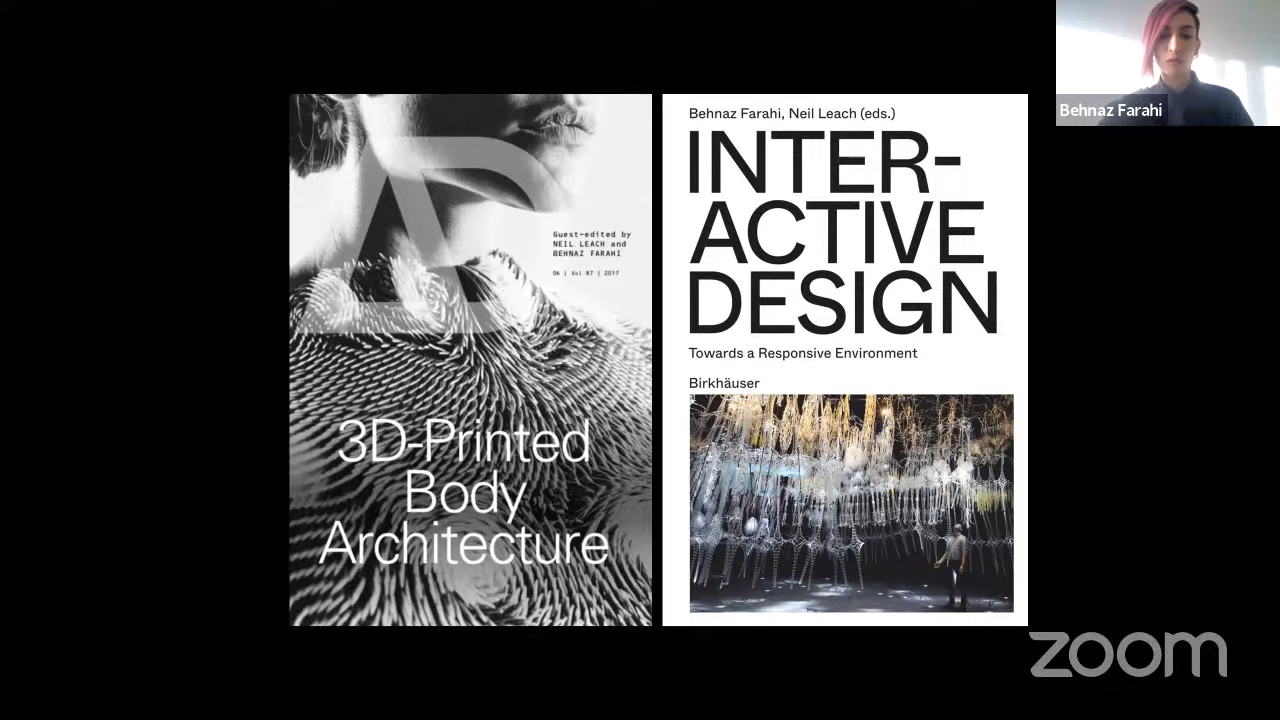 AD
Guest-edited by
NEIL LEACH and
BEHNAZ FARAHI
06 | Vol 87 | 2017
3D-Printed
Body
Architecture
Behnaz Farahi, Neil Leach (eds.)
INTER-
ACTIVE
DESIGN
Towards a Responsive Environment
Birkhäuser
Behnaz Farahi
zoom